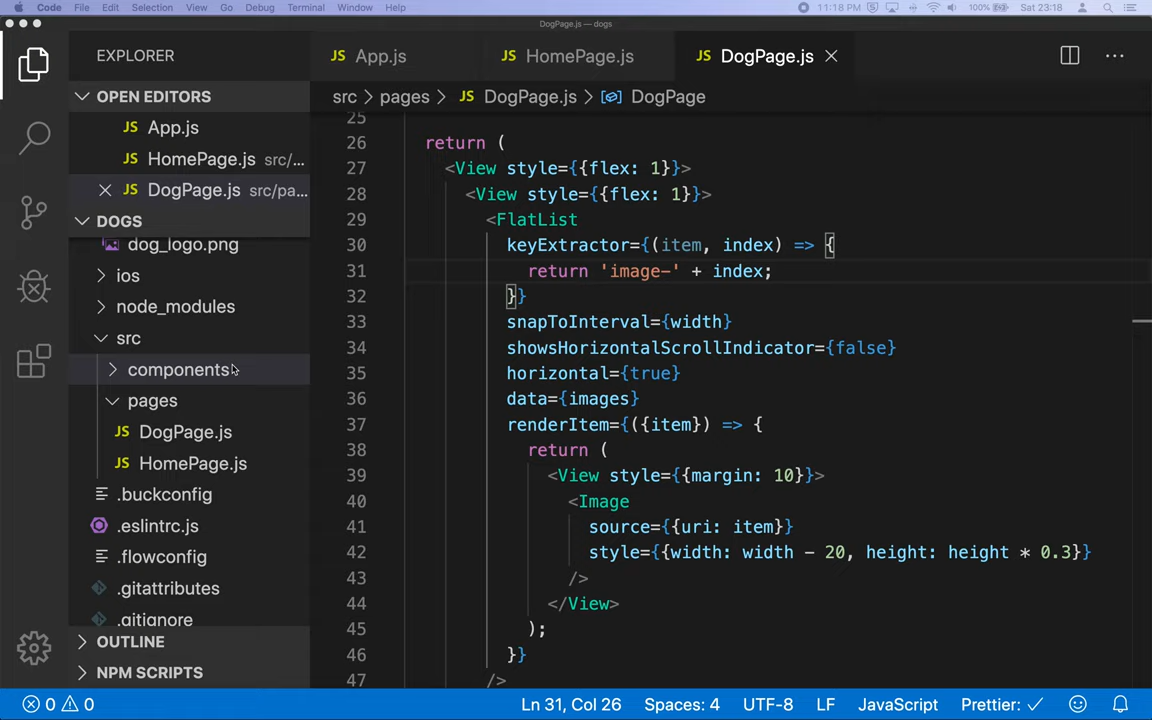 Code File Edit Selection View Go Debug Terminal Window Help 11:18 PM 100% Sat 23:18
DogPage.js — dogs
EXPLORER
OPEN EDITORS
JS App.js
JS HomePage.js src/...
JS DogPage.js src/pa...
DOGS
dog_logo.png
ios
node_modules
src
components
pages
JS DogPage.js
JS HomePage.js
.buckconfig
.eslintrc.js
.flowconfig
.gitattributes
.gitignore
OUTLINE
NPM SCRIPTS
JS App.js JS HomePage.js JS DogPage.js
src > pages > JS DogPage.js > DogPage
25
26 return (
27 <View style={{flex: 1}}>
28 <View style={{flex: 1}}>
29 <FlatList
30 keyExtractor={(item, index) => {
31 return 'image-' + index;
32 }}
33 snapToInterval={width}
34 showsHorizontalScrollIndicator={false}
35 horizontal={true}
36 data={images}
37 renderItem={({item}) => {
38 return (
39 <View style={{margin: 10}}>
40 <Image
41 source={{uri: item}}
42 style={{width: width - 20, height: height * 0.3}}
43 />
44 </View>
45 );
46 }}
47 />
0 0 Ln 31, Col 26 Spaces: 4 UTF-8 LF JavaScript Prettier: ✓